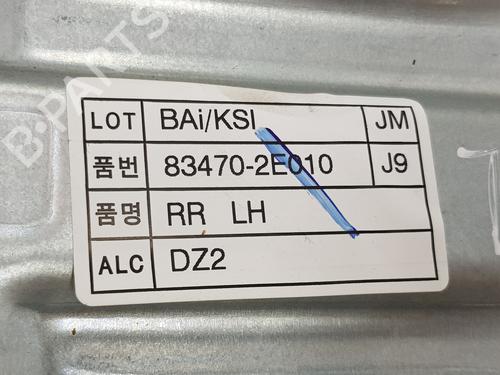 LOT BAi/KSI JM
품번 83470-2E010 J9
품명 RR LH
ALC DZ2
B-PARTS